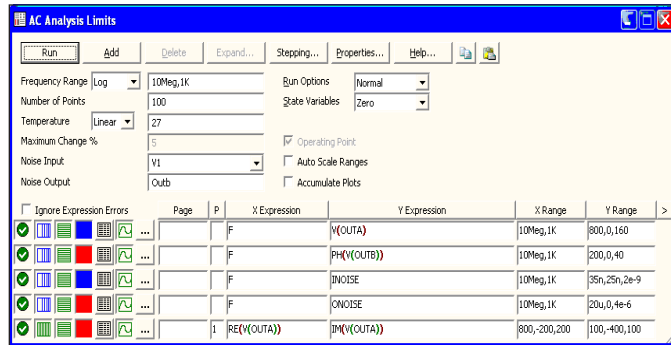 AC Analysis Limits
Run Add Delete Expand... Stepping... Properties... Help...
Frequency Range Log 10Meg,1K Run Options Normal
Number of Points 100 State Variables Zero
Temperature Linear 27
Maximum Change % 5 Operating Point
Noise Input V1 Auto Scale Ranges
Noise Output Outb Accumulate Plots
Ignore Expression Errors Page P X Expression Y Expression X Range Y Range >
... F V(OUTA) 10Meg,1K 800,0,160
... F PH(V(OUTB)) 10Meg,1K 200,0,40
... F INOISE 10Meg,1K 35n,25n,2e-9
... F ONOISE 10Meg,1K 20u,0,4e-6
... 1 RE(V(OUTA)) IM(V(OUTA)) 800,-200,200 100,-400,100